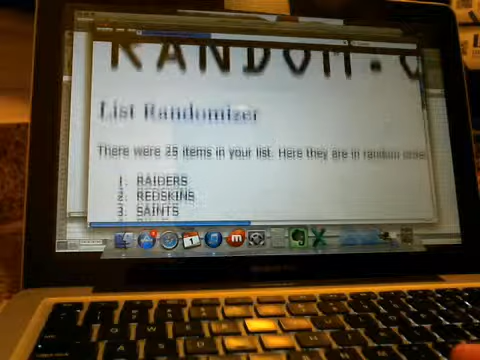 RANDOM.O
List Randomizer
There were 25 items in your list. Here they are in random order
1. RAIDERS
2. REDSKINS
3. SAINTS